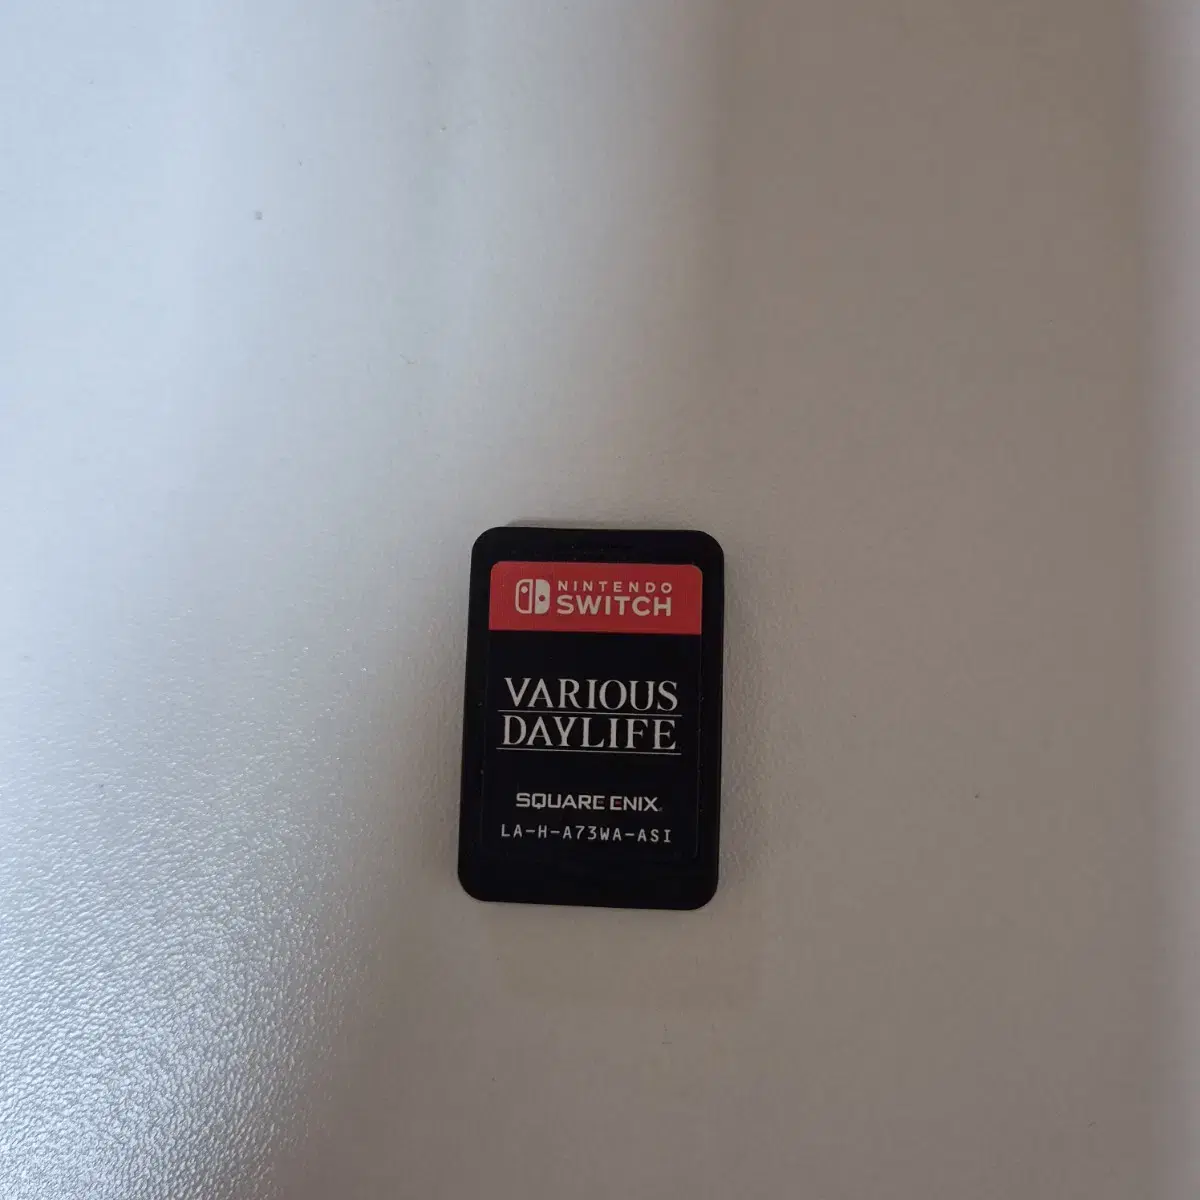 NINTENDO
SWITCH
VARIOUS
DAYLIFE
SQUARE ENIX
LA-H-A73WA-ASI